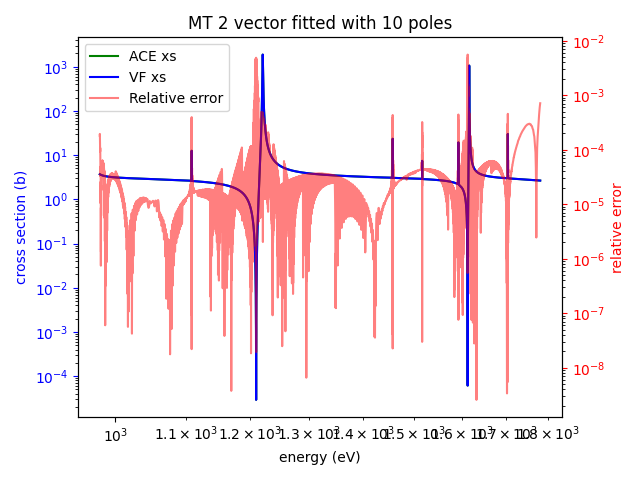 MT 2 vector fitted with 10 poles
ACE xs
VF xs
Relative error
cross section (b)
10³
10²
10¹
10⁰
10⁻¹
10⁻²
10⁻³
10⁻⁴
10⁻²
10⁻³
10⁻⁴
10⁻⁵
10⁻⁶
10⁻⁷
10⁻⁸
relative error
10³ 1.1 × 10³ 1.2 × 10³ 1.3 × 10³ 1.4 × 10³ 1.5 × 10³ 1.6 × 10³ 1.7 × 10³ 1.8 × 10³
energy (eV)